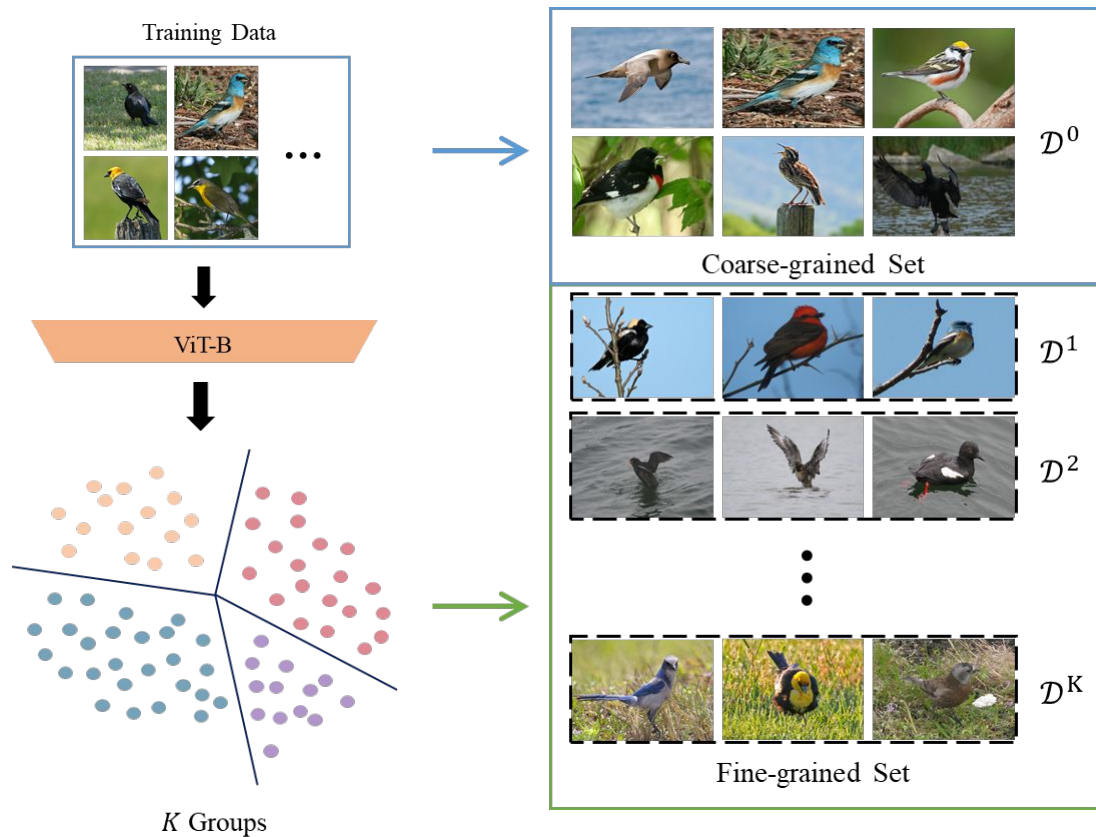 Training Data
...
ViT-B
K Groups
𝒟⁰
Coarse-grained Set
𝒟¹
𝒟²
𝒟ᴷ
Fine-grained Set